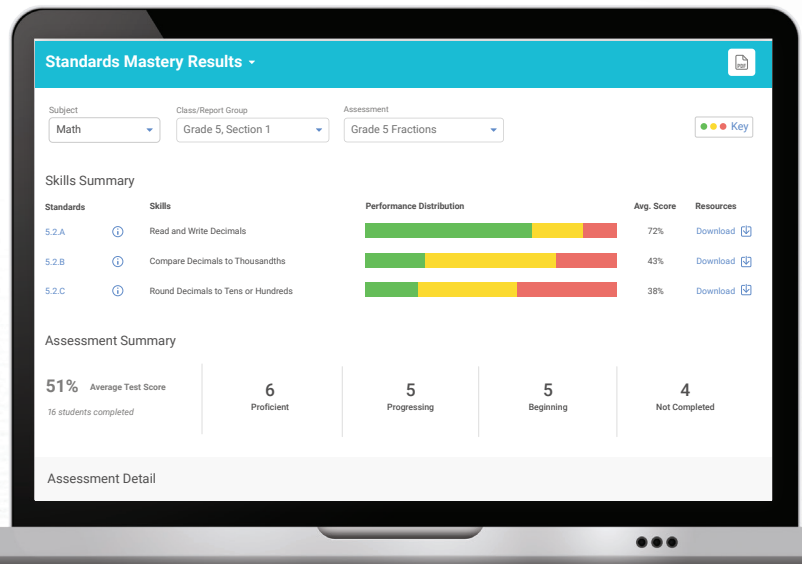 Standards Mastery Results
PDF
Subject Class/Report Group Assessment
Math Grade 5, Section 1 Grade 5 Fractions Key
Skills Summary
Standards Skills Performance Distribution Avg. Score Resources
5.2.A i Read and Write Decimals 72% Download
5.2.B i Compare Decimals to Thousandths 43% Download
5.2.C i Round Decimals to Tens or Hundreds 38% Download
Assessment Summary
51% Average Test Score 6 5 5 4
16 students completed Proficient Progressing Beginning Not Completed
Assessment Detail